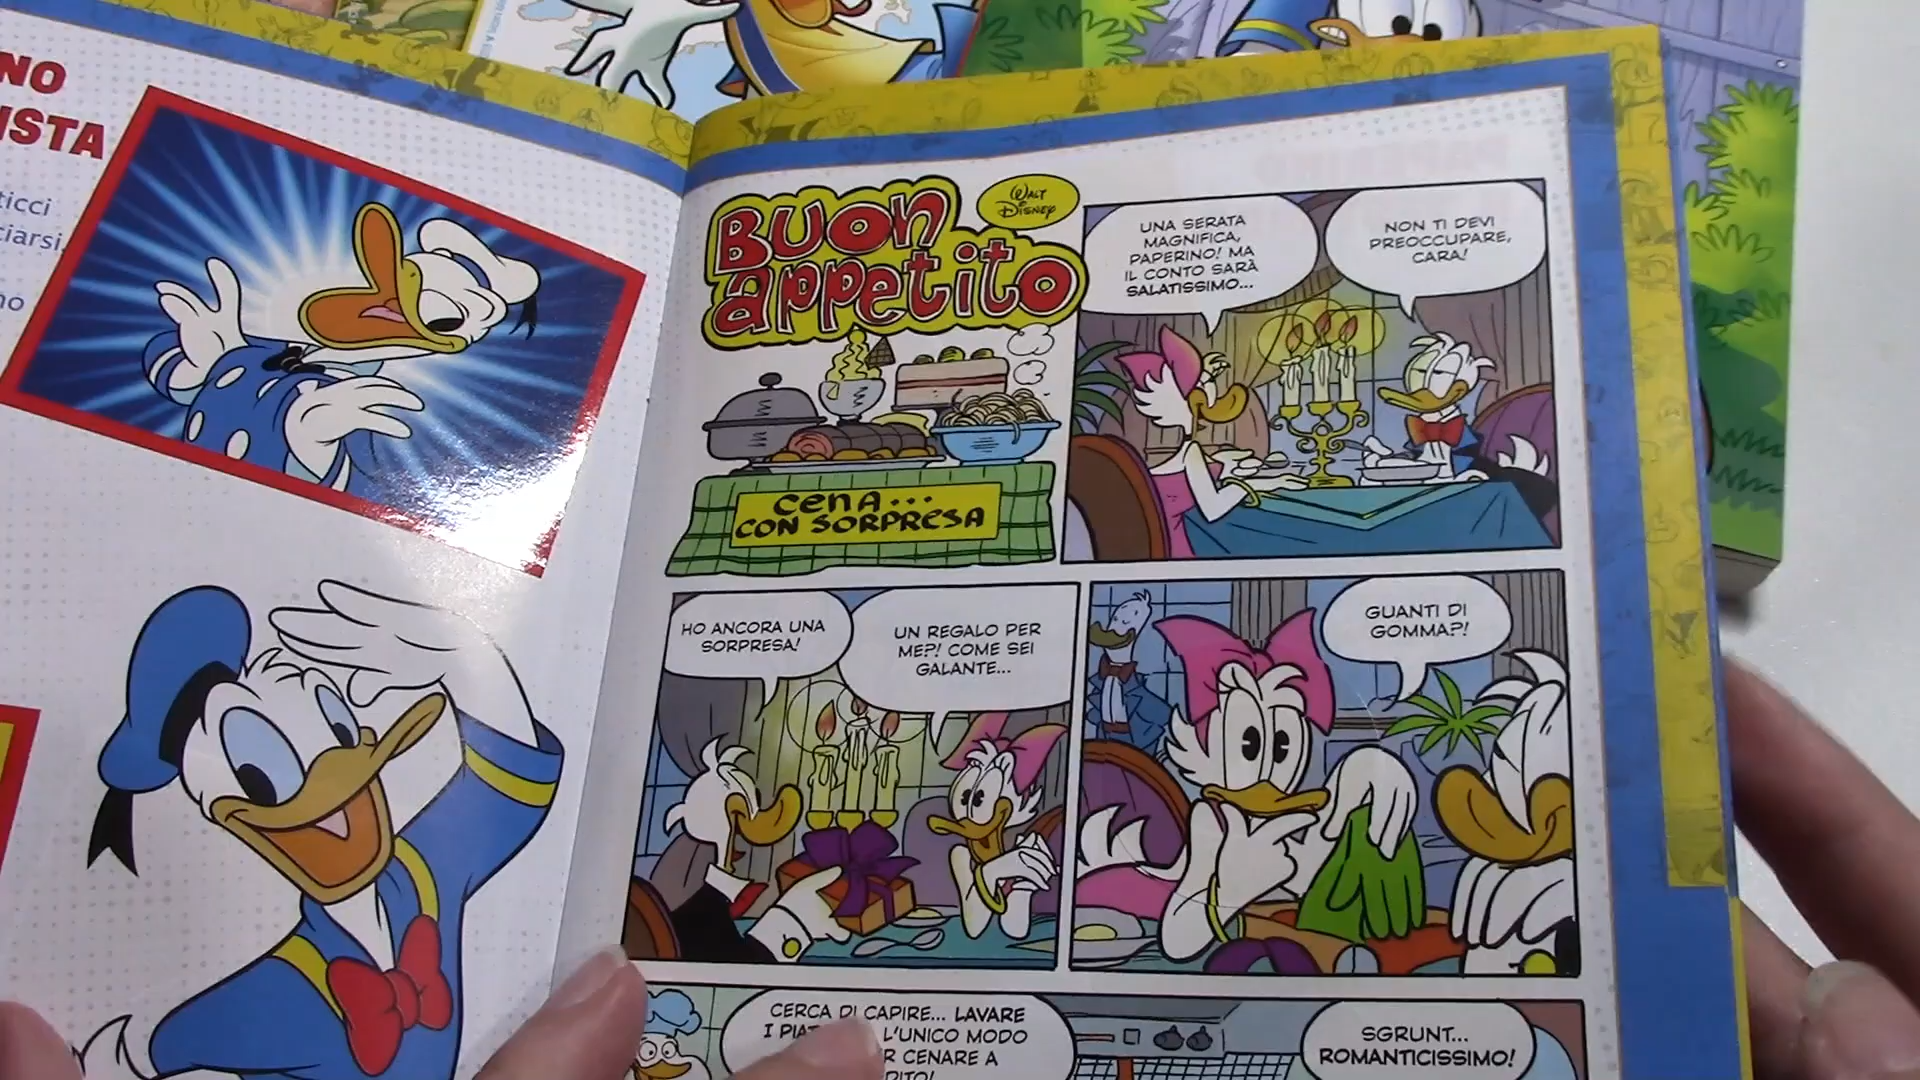 NO
ISTA
ticci
ciarsi,
no
BUON
appetito
WALT
DISNEY
CENA...
CON SORPRESA
UNA SERATA
MAGNIFICA,
PAPERINO! MA
IL CONTO SARÀ
SALATISSIMO...
NON TI DEVI
PREOCCUPARE,
CARA!
HO ANCORA UNA
SORPRESA!
UN REGALO PER
ME?! COME SEI
GALANTE...
GUANTI DI
GOMMA?!
CERCA DI CAPIRE... LAVARE
I PIA L'UNICO MODO
R CENARE A
DITO!
SGRUNT...
ROMANTICISSIMO!